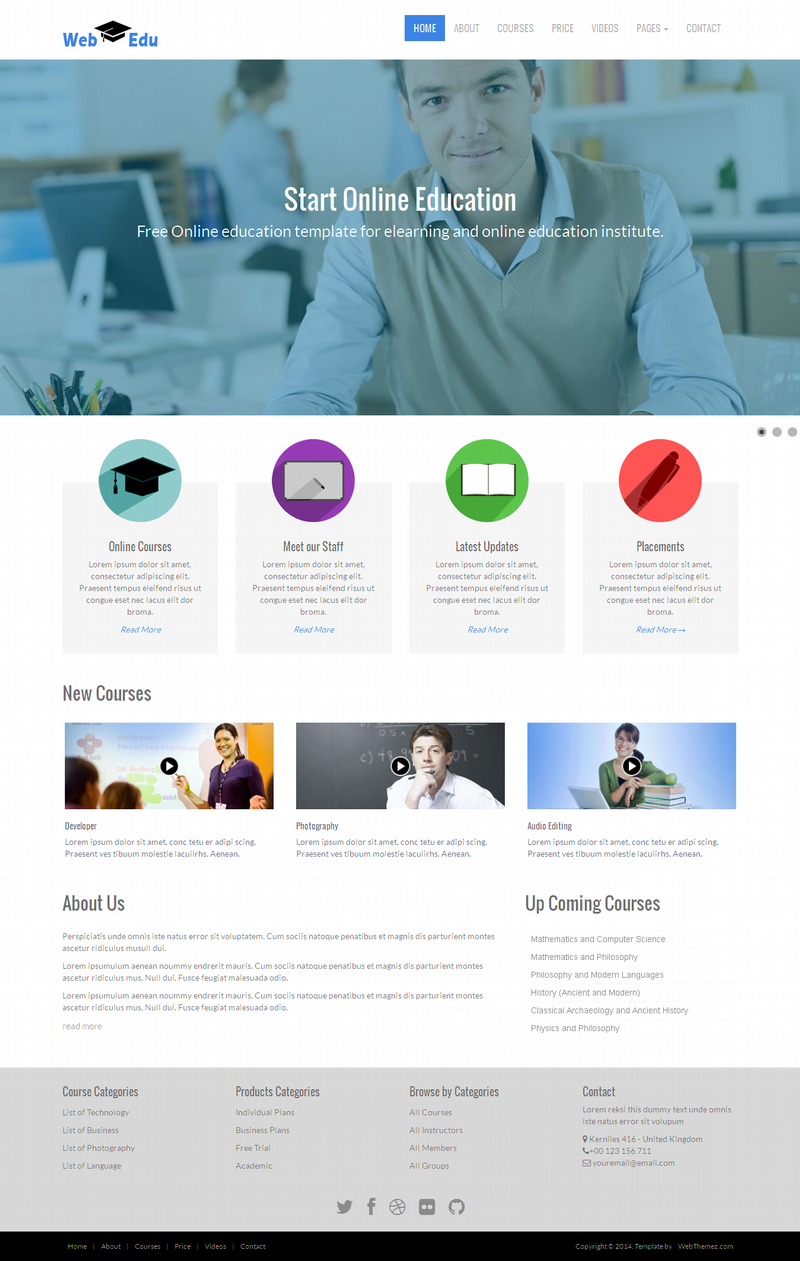 Web Edu
HOME ABOUT COURSES PRICE VIDEOS PAGES CONTACT
Start Online Education
Free Online education template for elearning and online education institute.
Online Courses
Lorem ipsum dolor sit amet,
consectetur adipiscing elit.
Praesent tempus eleifend risus ut
congue eset nec lacus elit dor
broma.
Read More
Meet our Staff
Lorem ipsum dolor sit amet,
consectetur adipiscing elit.
Praesent tempus eleifend risus ut
congue eset nec lacus elit dor
broma.
Read More
Latest Updates
Lorem ipsum dolor sit amet,
consectetur adipiscing elit.
Praesent tempus eleifend risus ut
congue eset nec lacus elit dor
broma.
Read More
Placements
Lorem ipsum dolor sit amet,
consectetur adipiscing elit.
Praesent tempus eleifend risus ut
congue eset nec lacus elit dor
broma.
Read More→
New Courses
Developer
Lorem ipsum dolor sit amet, conc tetu er adipi scing.
Praesent ves tibuum molestie lacuiirhs. Aenean.
Photography
Lorem ipsum dolor sit amet, conc tetu er adipi scing.
Praesent ves tibuum molestie lacuiirhs. Aenean.
Audio Editing
Lorem ipsum dolor sit amet, conc tetu er adipi scing.
Praesent ves tibuum molestie lacuiirhs. Aenean.
About Us
Perspiciatis unde omnis iste natus error sit voluptatem. Cum sociis natoque penatibus et magnis dis parturient montes
ascetur ridiculus musull dui.
Lorem ipsumulum aenean noummy endrerit mauris. Cum sociis natoque penatibus et magnis dis parturient montes
ascetur ridiculus mus. Null dui. Fusce feugiat malesuada odio.
Lorem ipsumulum aenean noummy endrerit mauris. Cum sociis natoque penatibus et magnis dis parturient montes
ascetur ridiculus mus. Null dui. Fusce feugiat malesuada odio.
read more
Up Coming Courses
Mathematics and Computer Science
Mathematics and Philosophy
Philosophy and Modern Languages
History (Ancient and Modern)
Classical Archaeology and Ancient History
Physics and Philosophy
Course Categories
List of Technology
List of Business
List of Photography
List of Language
Products Categories
Individual Plans
Business Plans
Free Trial
Academic
Browse by Categories
All Courses
All Instructors
All Members
All Groups
Contact
Lorem reksi this dummy text unde omnis
iste natus error sit volupum
Kerniles 416 - United Kingdom
+00 123 156 711
youremail@email.com
Home | About | Courses | Price | Videos | Contact
Copyright © 2014. Template by WebThemez.com